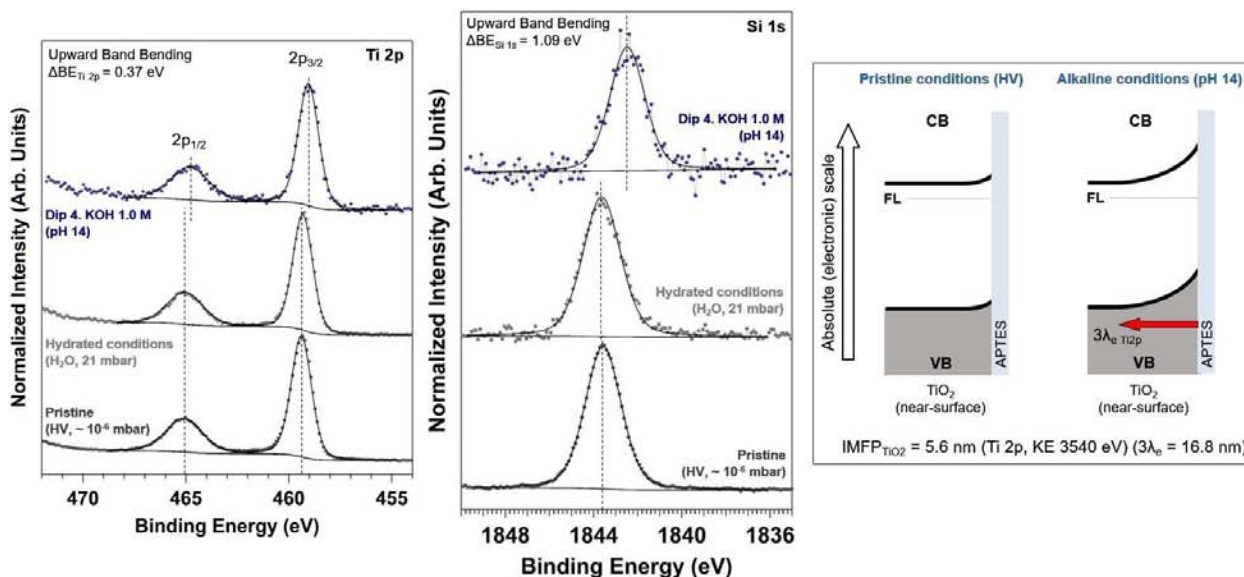 Upward Band Bending
ΔBE Ti 2p = 0.37 eV
2p3/2
Ti 2p
2p1/2
Dip 4. KOH 1.0 M
(pH 14)
Hydrated conditions
(H2O, 21 mbar)
Pristine
(HV, ~ 10-6 mbar)
Normalized Intensity (Arb. Units)
470
465
460
455
Binding Energy (eV)
Upward Band Bending
ΔBE Si 1s = 1.09 eV
Si 1s
Dip 4. KOH 1.0 M
(pH 14)
Hydrated conditions
(H2O, 21 mbar)
Pristine
(HV, ~ 10-6 mbar)
Normalized Intensity (Arb. Units)
1848
1844
1840
1836
Binding Energy (eV)
Pristine conditions (HV)
Alkaline conditions (pH 14)
Absolute (electronic) scale
CB
FL
VB
APTES
TiO2
(near-surface)
CB
FL
3λe Ti2p
VB
APTES
TiO2
(near-surface)
IMFPTiO2 = 5.6 nm (Ti 2p, KE 3540 eV) (3λe = 16.8 nm)